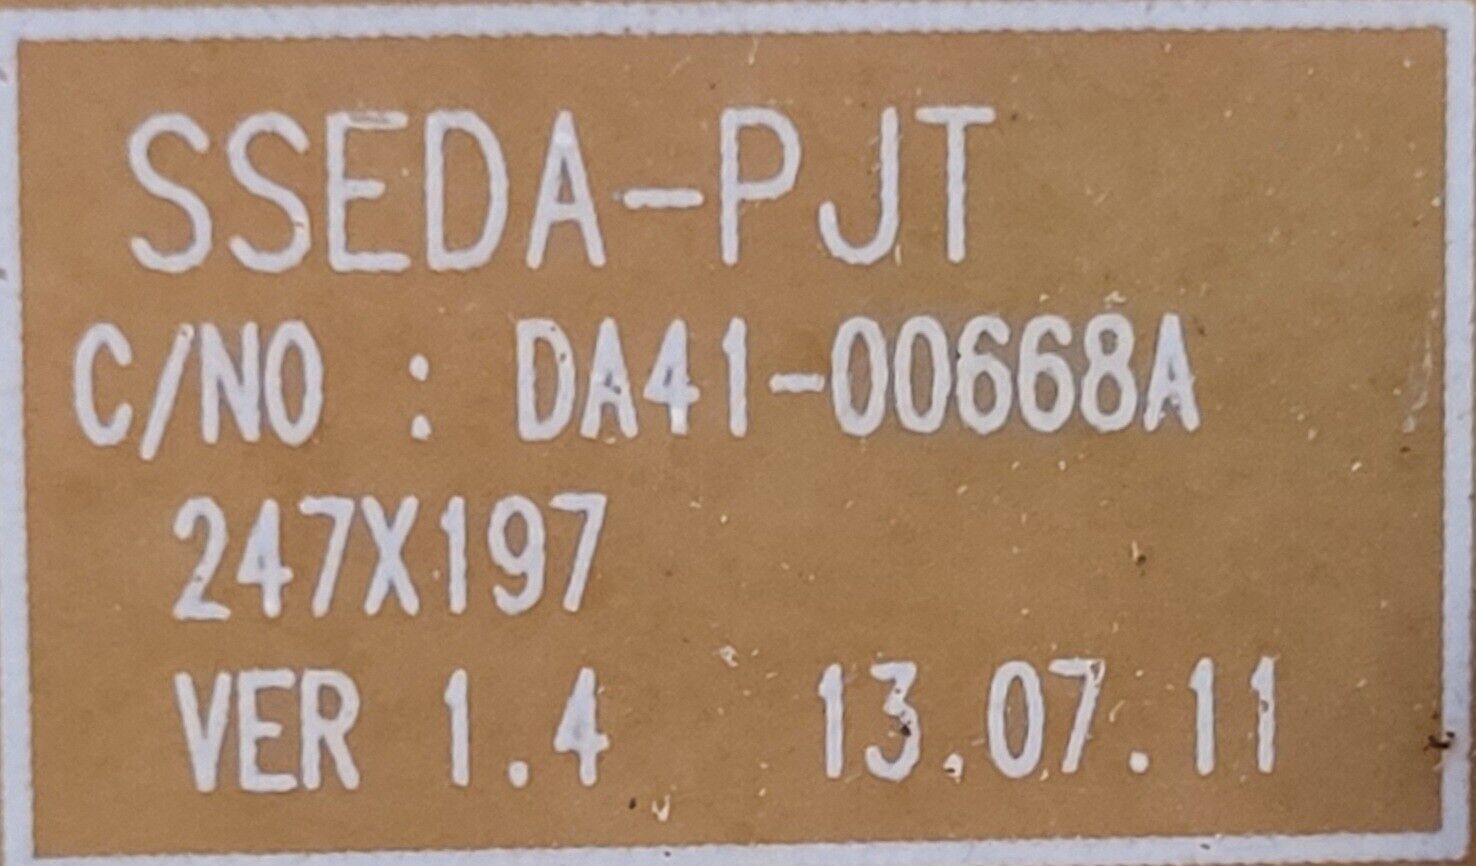 SSEDA-PJT
C/NO : DA41-00668A
247X197
VER 1.4 13.07.11